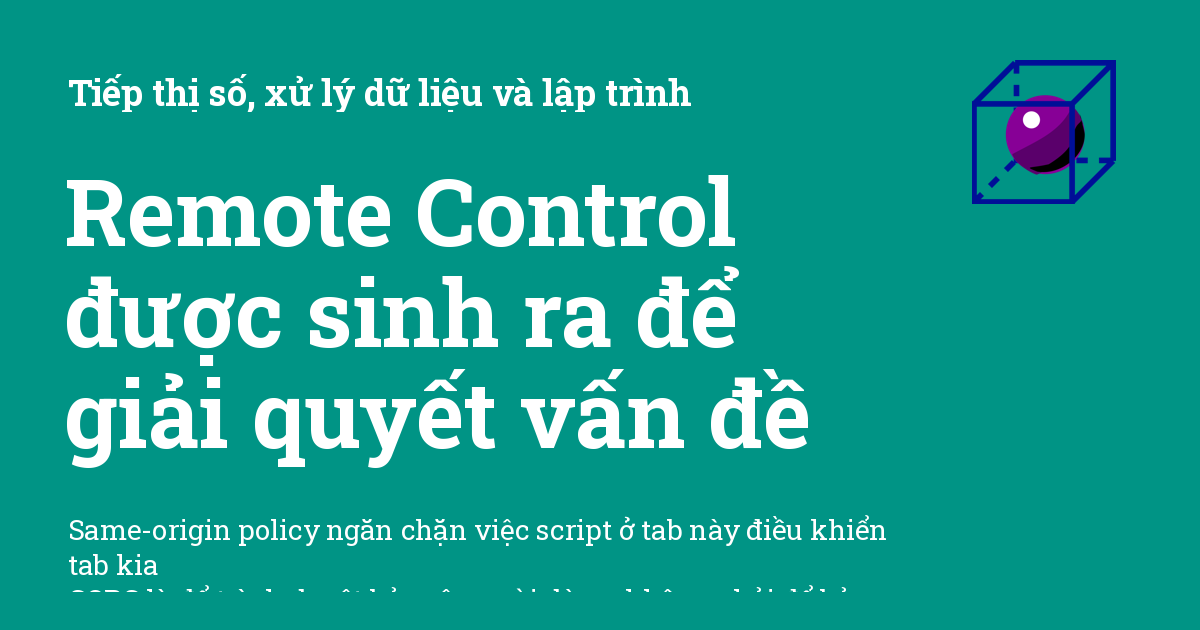 Tiếp thị số, xử lý dữ liệu và lập trình
Remote Control
được sinh ra để
giải quyết vấn đề
Same-origin policy ngăn chặn việc script ở tab này điều khiển
tab kia